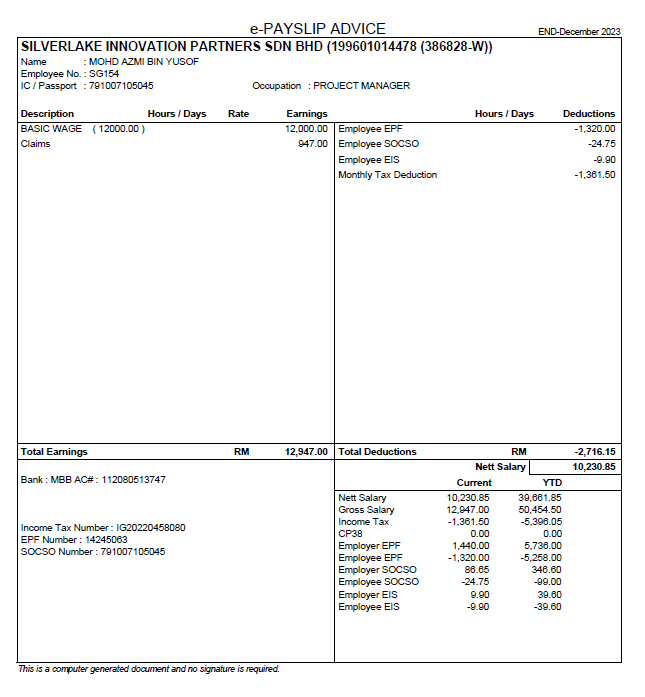 e-PAYSLIP ADVICE END-December 2023
SILVERLAKE INNOVATION PARTNERS SDN BHD (199601014478 (386828-W))
Name : MOHD AZMI BIN YUSOF
Employee No. : SG154
IC / Passport : 791007105045 Occupation : PROJECT MANAGER
Description Hours / Days Rate Earnings Hours / Days Deductions
BASIC WAGE ( 12000.00 ) 12,000.00 Employee EPF -1,320.00
Claims 947.00 Employee SOCSO -24.75
Employee EIS -9.90
Monthly Tax Deduction -1,361.50
Total Earnings RM 12,947.00 Total Deductions RM -2,716.15
Nett Salary 10,230.85
Bank : MBB AC# : 112080513747
Current YTD
Nett Salary 10,230.85 39,661.85
Gross Salary 12,947.00 50,454.50
Income Tax -1,361.50 -5,396.05
Income Tax Number : IG20220458080
CP38 0.00 0.00
EPF Number : 14245063
Employer EPF 1,440.00 5,736.00
SOCSO Number : 791007105045
Employee EPF -1,320.00 -5,258.00
Employer SOCSO 86.65 346.60
Employee SOCSO -24.75 -99.00
Employer EIS 9.90 39.60
Employee EIS -9.90 -39.60
This is a computer generated document and no signature is required.